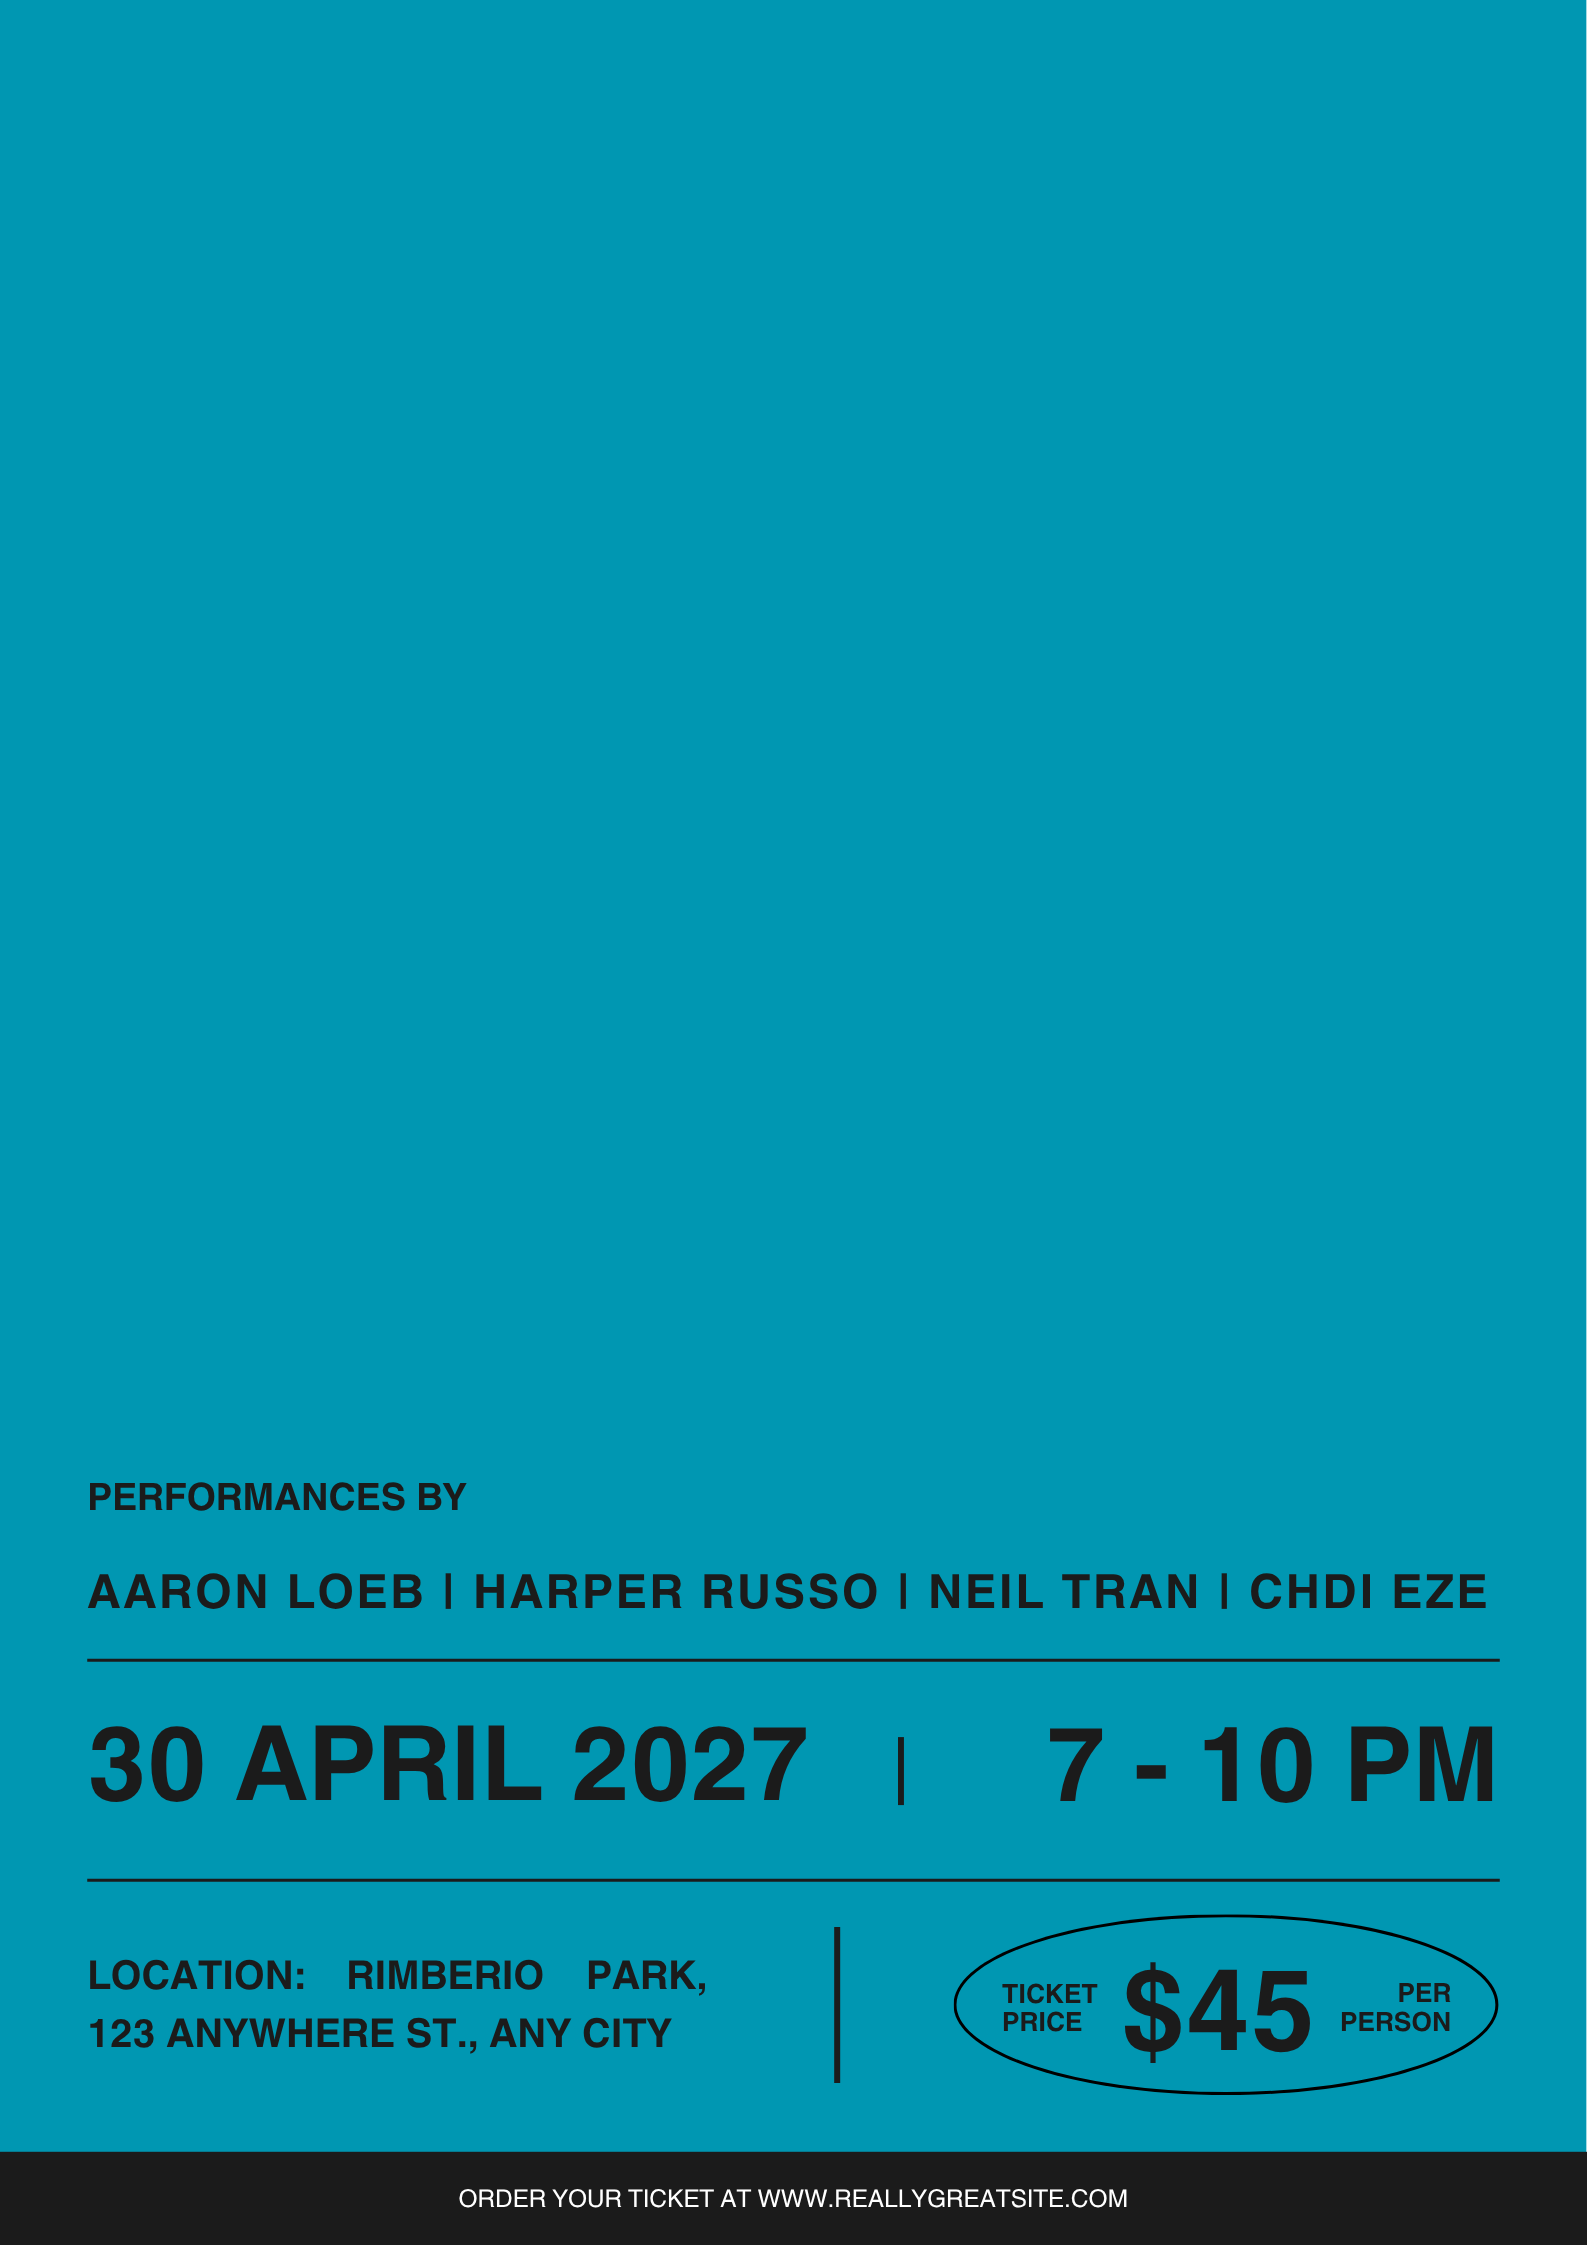 PERFORMANCES BY
AARON LOEB | HARPER RUSSO | NEIL TRAN | CHDI EZE
30 APRIL 2027 | 7 - 10 PM
LOCATION: RIMBERIO PARK,
123 ANYWHERE ST., ANY CITY
TICKET
PRICE
$45
PER
PERSON
ORDER YOUR TICKET AT WWW.REALLYGREATSITE.COM